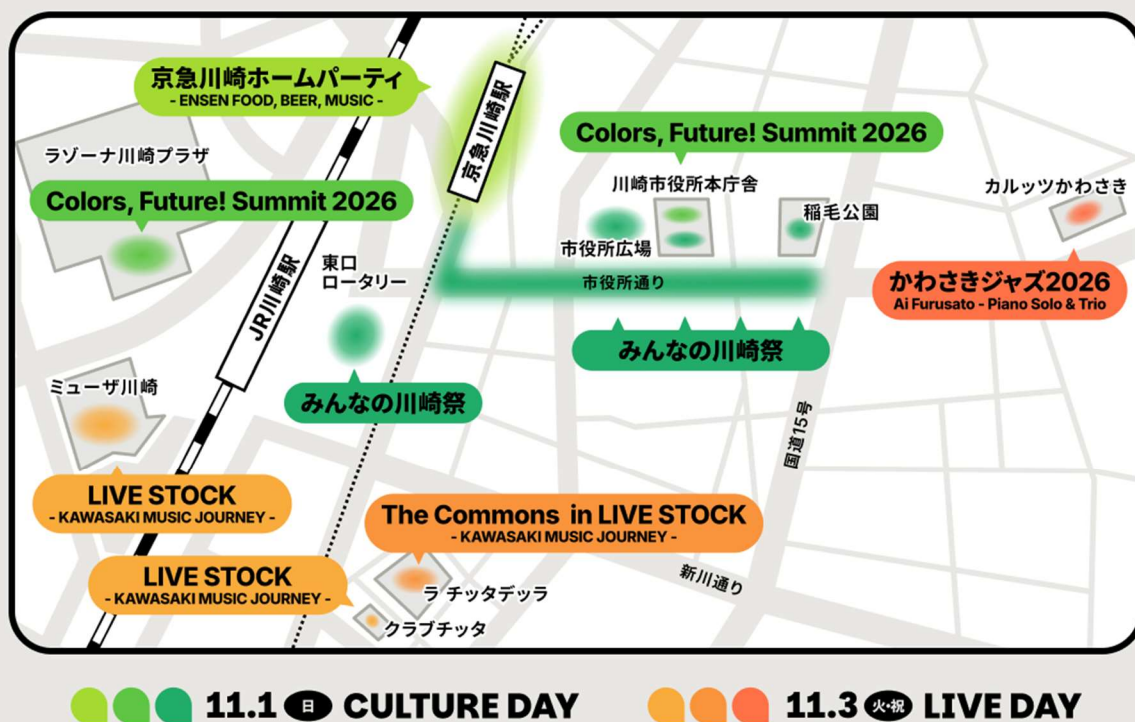 京急川崎ホームパーティ
- ENSEN FOOD, BEER, MUSIC -
京急川崎駅
Colors, Future! Summit 2026
ラゾーナ川崎プラザ
川崎市役所本庁舎
カルッツかわさき
Colors, Future! Summit 2026
稲毛公園
市役所広場
東口
ロータリー
市役所通り
かわさきジャズ2026
Ai Furusato - Piano Solo & Trio
JR川崎駅
みんなの川崎祭
ミューザ川崎
みんなの川崎祭
国道15号
LIVE STOCK
- KAWASAKI MUSIC JOURNEY -
The Commons in LIVE STOCK
- KAWASAKI MUSIC JOURNEY -
LIVE STOCK
- KAWASAKI MUSIC JOURNEY -
新川通り
ラ チッタデッラ
クラブチッタ
11.1 日 CULTURE DAY
11.3 火・祝 LIVE DAY